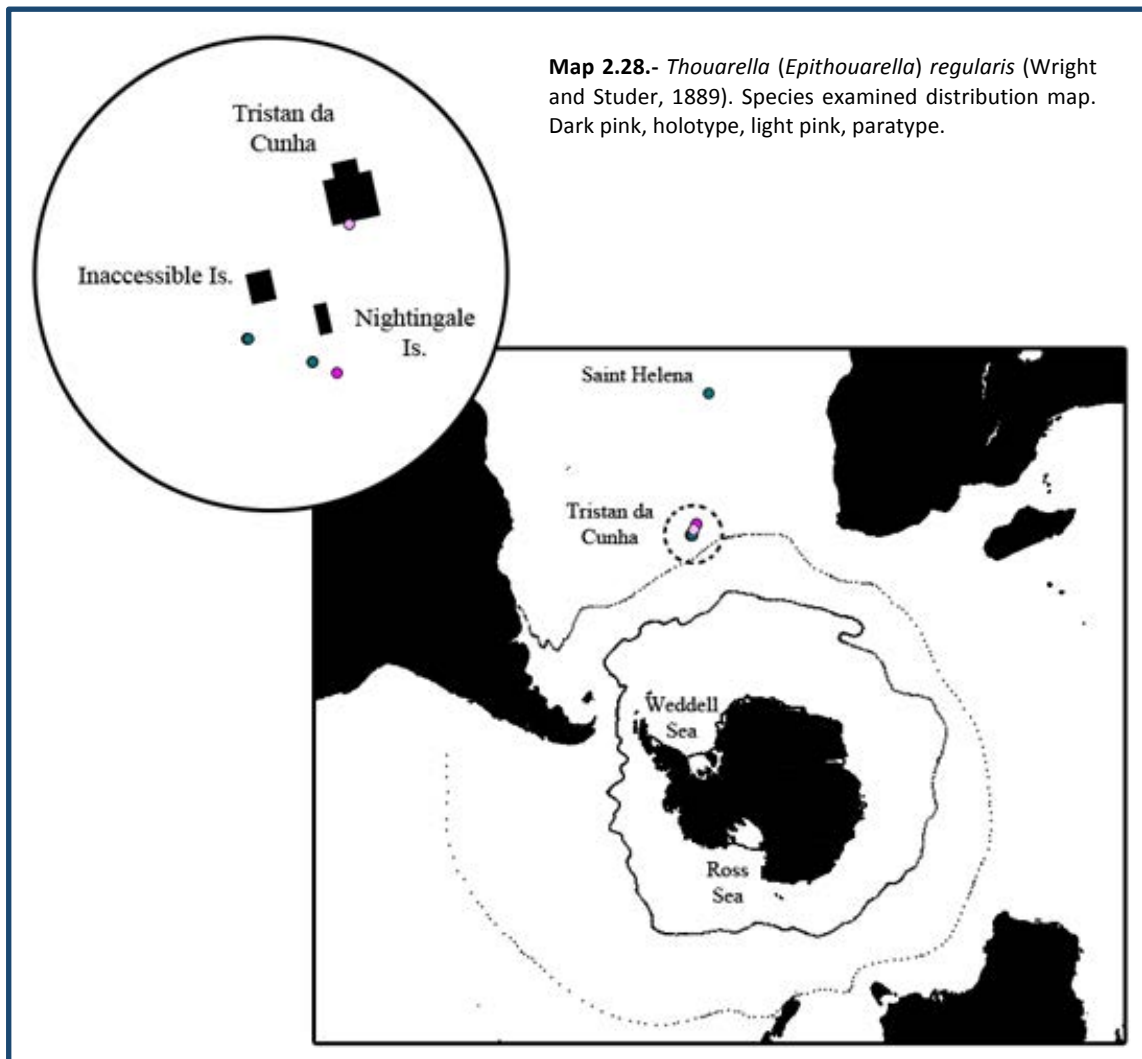 Map 2.28.- Thouarella (Epithouarella) regularis (Wright
and Studer, 1889). Species examined distribution map.
Dark pink, holotype, light pink, paratype.
Tristan da
Cunha
Inaccessible Is.
Nightingale
Is.
Saint Helena
Tristan da
Cunha
Weddell
Sea
Ross
Sea